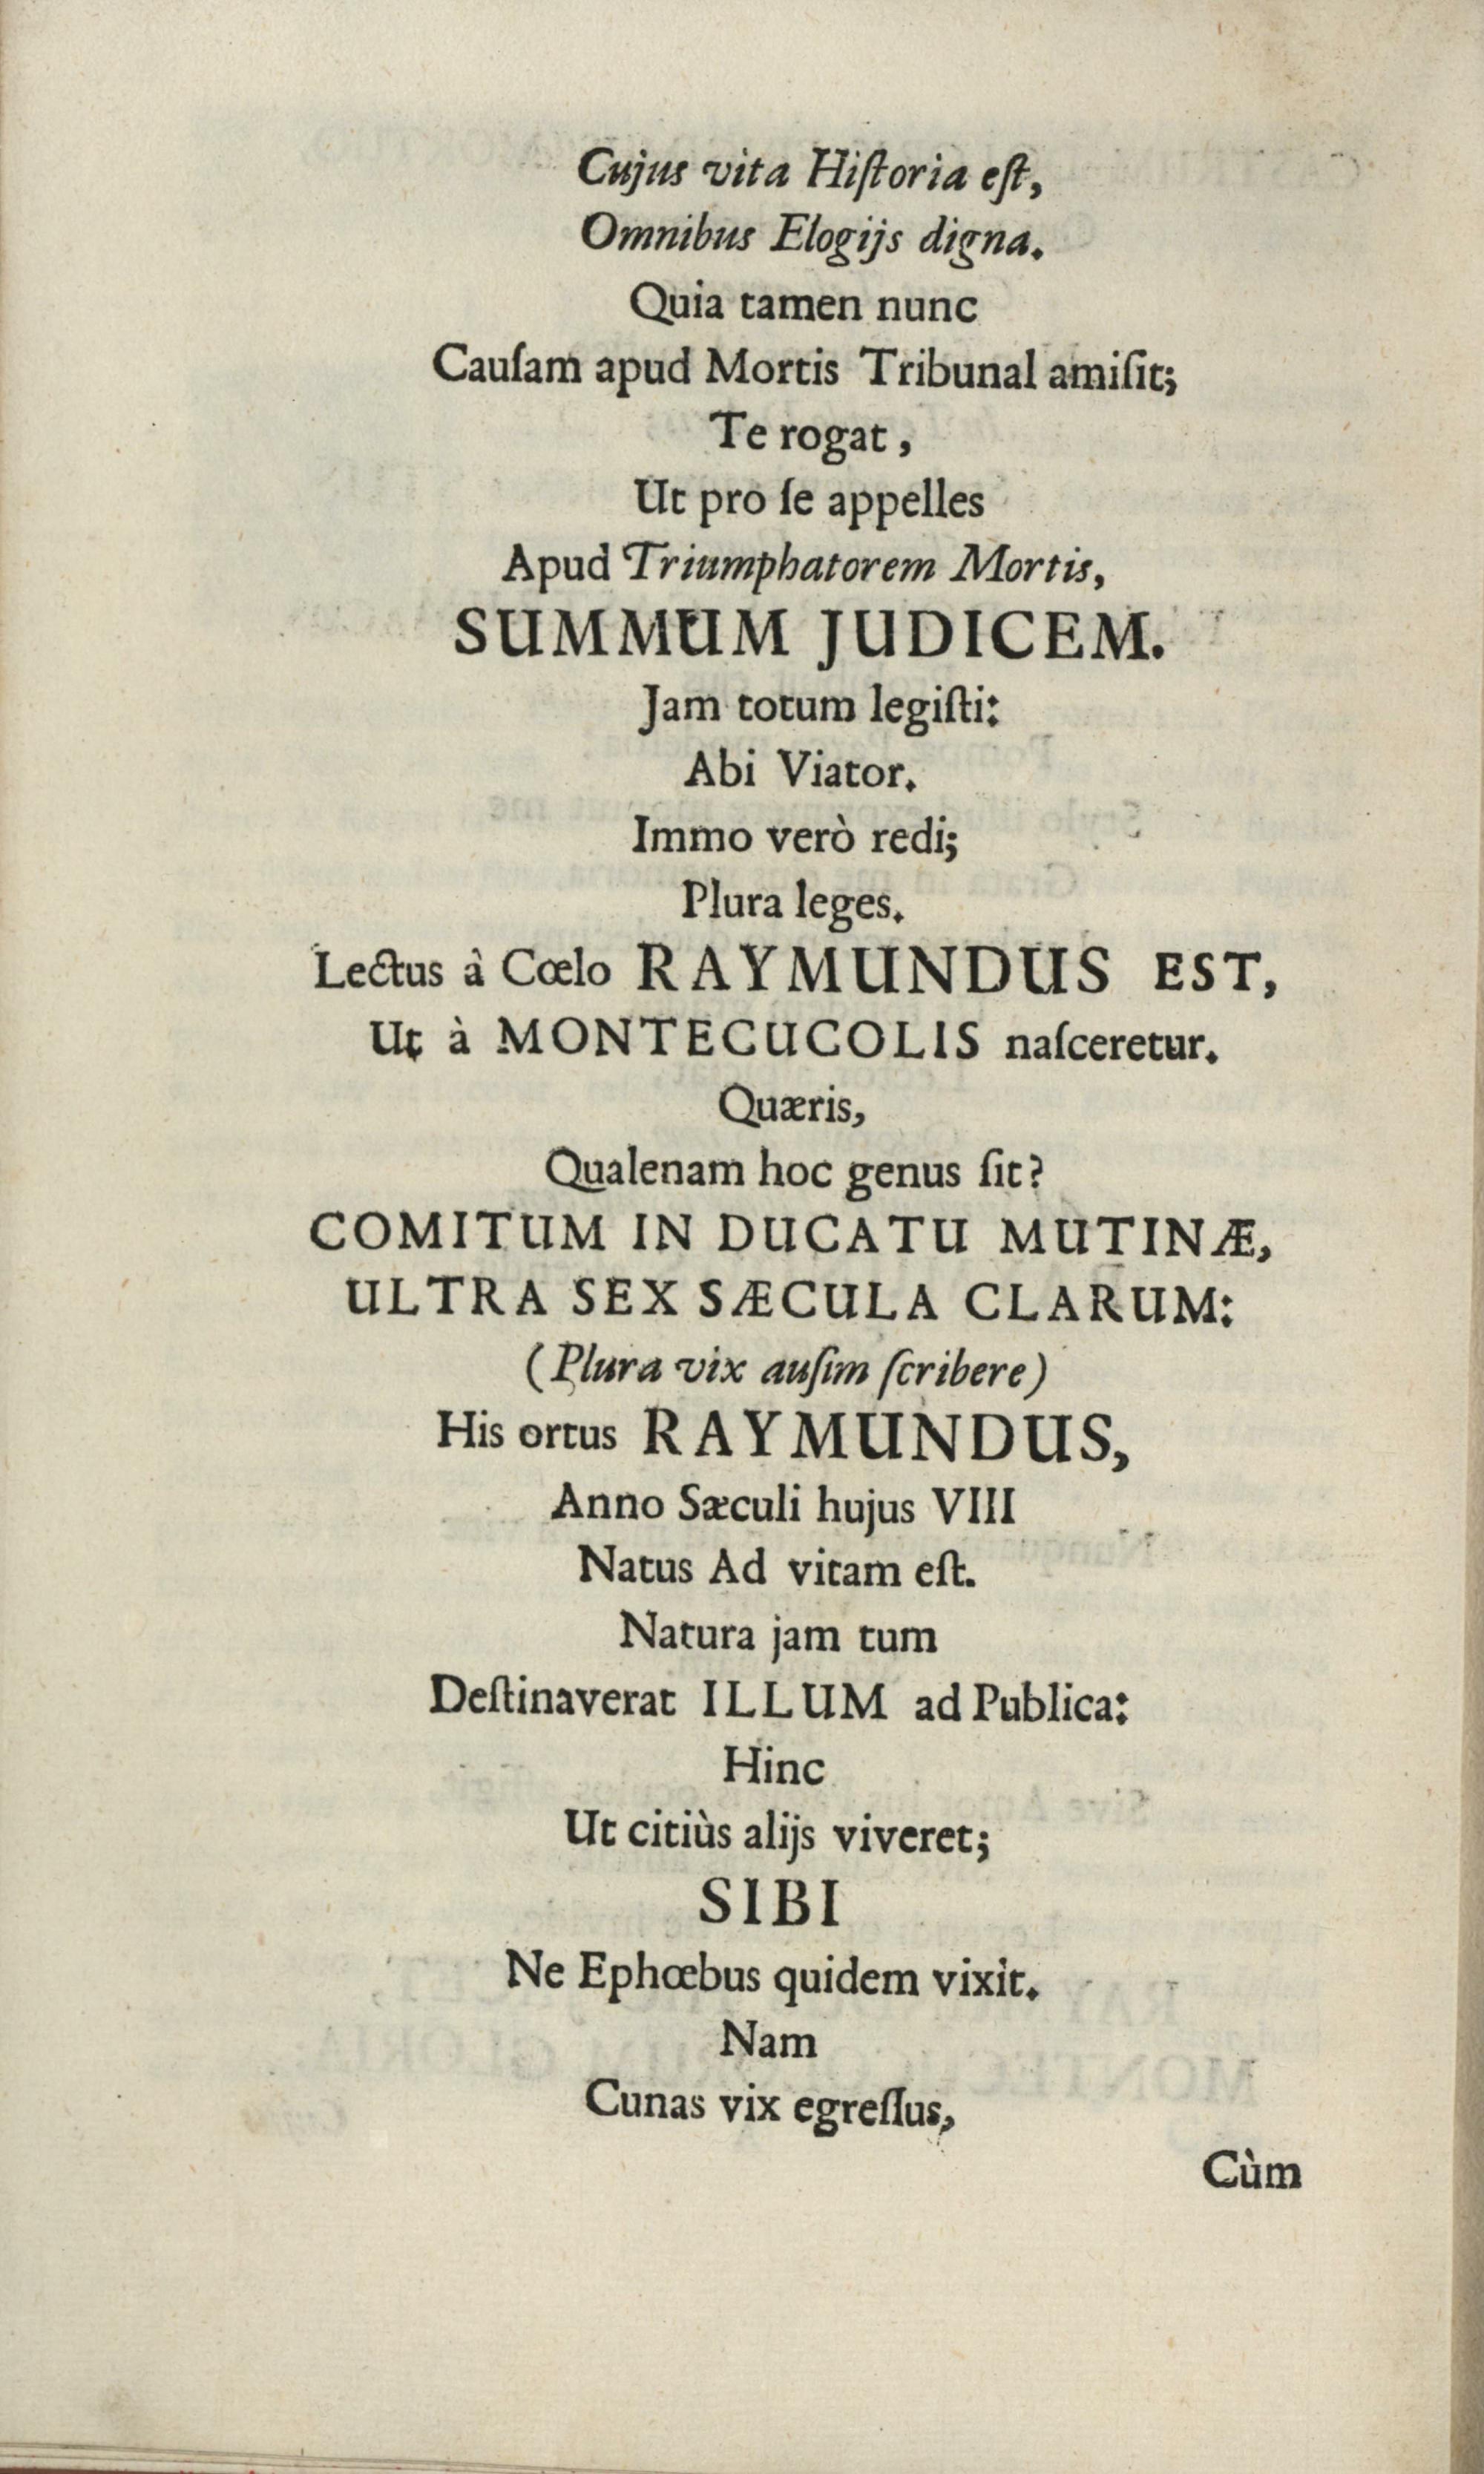 Cujus vita Hiſtoria eſt,
Omnibus Elogijs digna.
Quia tamen nunc
Cauſam apud Mortis Tribunal amiſit;
Te rogat,
Ut pro ſe appelles
Apud Triumphatorem Mortis,
SUMMUM JUDICEM.
Jam totum legiſti:
Abi Viator.
Immo verò redi;
Plura leges.
Lectus à Cœlo RAYMUNDUS EST,
Ut à MONTECUCOLIS naſceretur.
Quæris,
Qualenam hoc genus ſit?
COMITUM IN DUCATU MUTINÆ,
ULTRA SEX SÆCULA CLARUM:
(Plura vix auſim ſcribere)
His ortus RAYMUNDUS,
Anno Sæculi hujus VIII
Natus Ad vitam eſt.
Natura jam tum
Deſtinaverat ILLUM ad Publica:
Hinc
Ut citiùs alijs viveret;
SIBI
Ne Ephœbus quidem vixit.
Nam
Cunas vix egreſſus,
Cùm